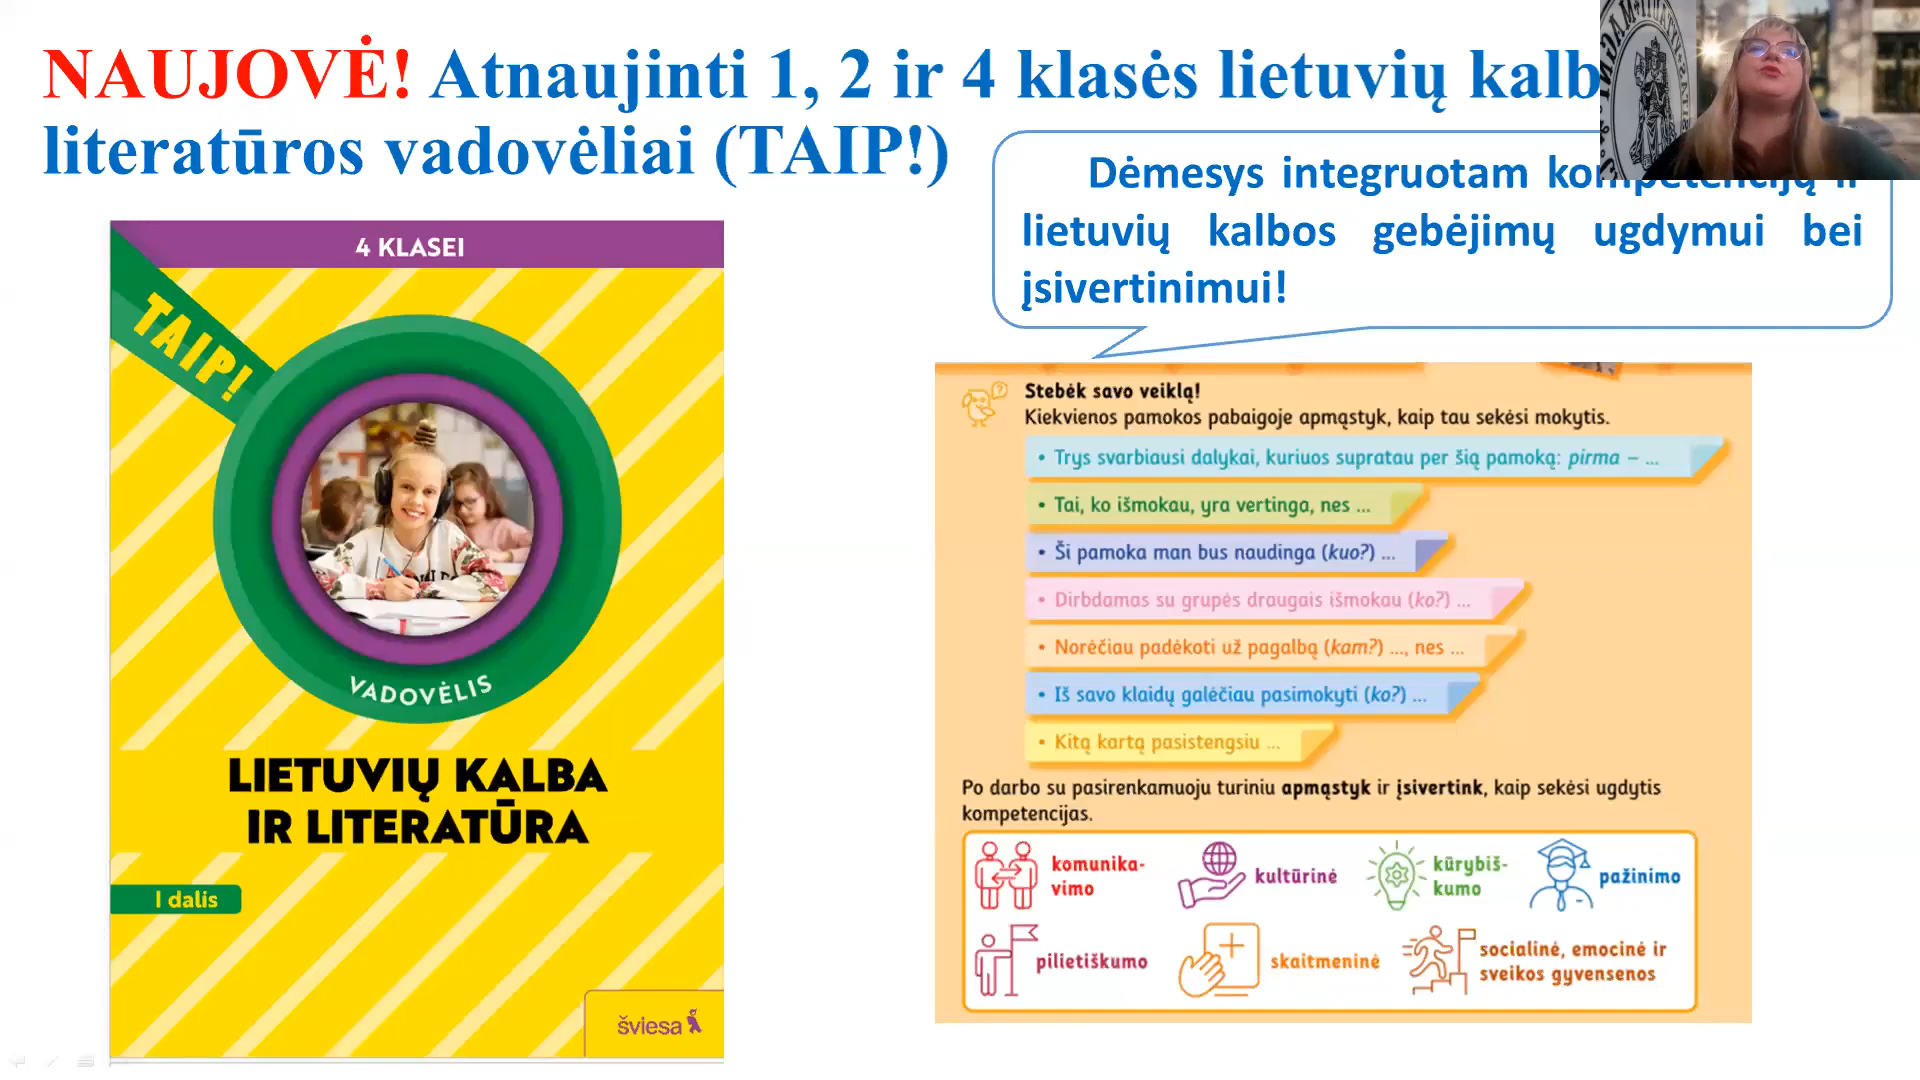 NAUJOVĖ! Atnaujinti 1, 2 ir 4 klasės lietuvių kalb
literatūros vadovėliai (TAIP!)
Dėmesys integruotam kompetencijų ir
lietuvių kalbos gebėjimų ugdymui bei
įsivertinimui!
4 KLASEI
TAIP!
VADOVĖLIS
LIETUVIŲ KALBA
IR LITERATŪRA
I dalis
šviesa
Stebėk savo veiklą!
Kiekvienos pamokos pabaigoje apmąstyk, kaip tau sekėsi mokytis.
• Trys svarbiausi dalykai, kuriuos supratau per šią pamoką: pirma – ...
• Tai, ko išmokau, yra vertinga, nes ...
• Ši pamoka man bus naudinga (kuo?) ...
• Dirbdamas su grupės draugais išmokau (ko?) ...
• Norėčiau padėkoti už pagalbą (kam?) ..., nes ...
• Iš savo klaidų galėčiau pasimokyti (ko?) ...
• Kitą kartą pasistengsiu ...
Po darbo su pasirenkamuoju turiniu apmąstyk ir įsivertink, kaip sekėsi ugdytis
kompetencijas.
komunika-
vimo
kultūrinė
kūrybiš-
kumo
pažinimo
pilietiškumo
skaitmeninė
socialinė, emocinė ir
sveikos gyvensenos